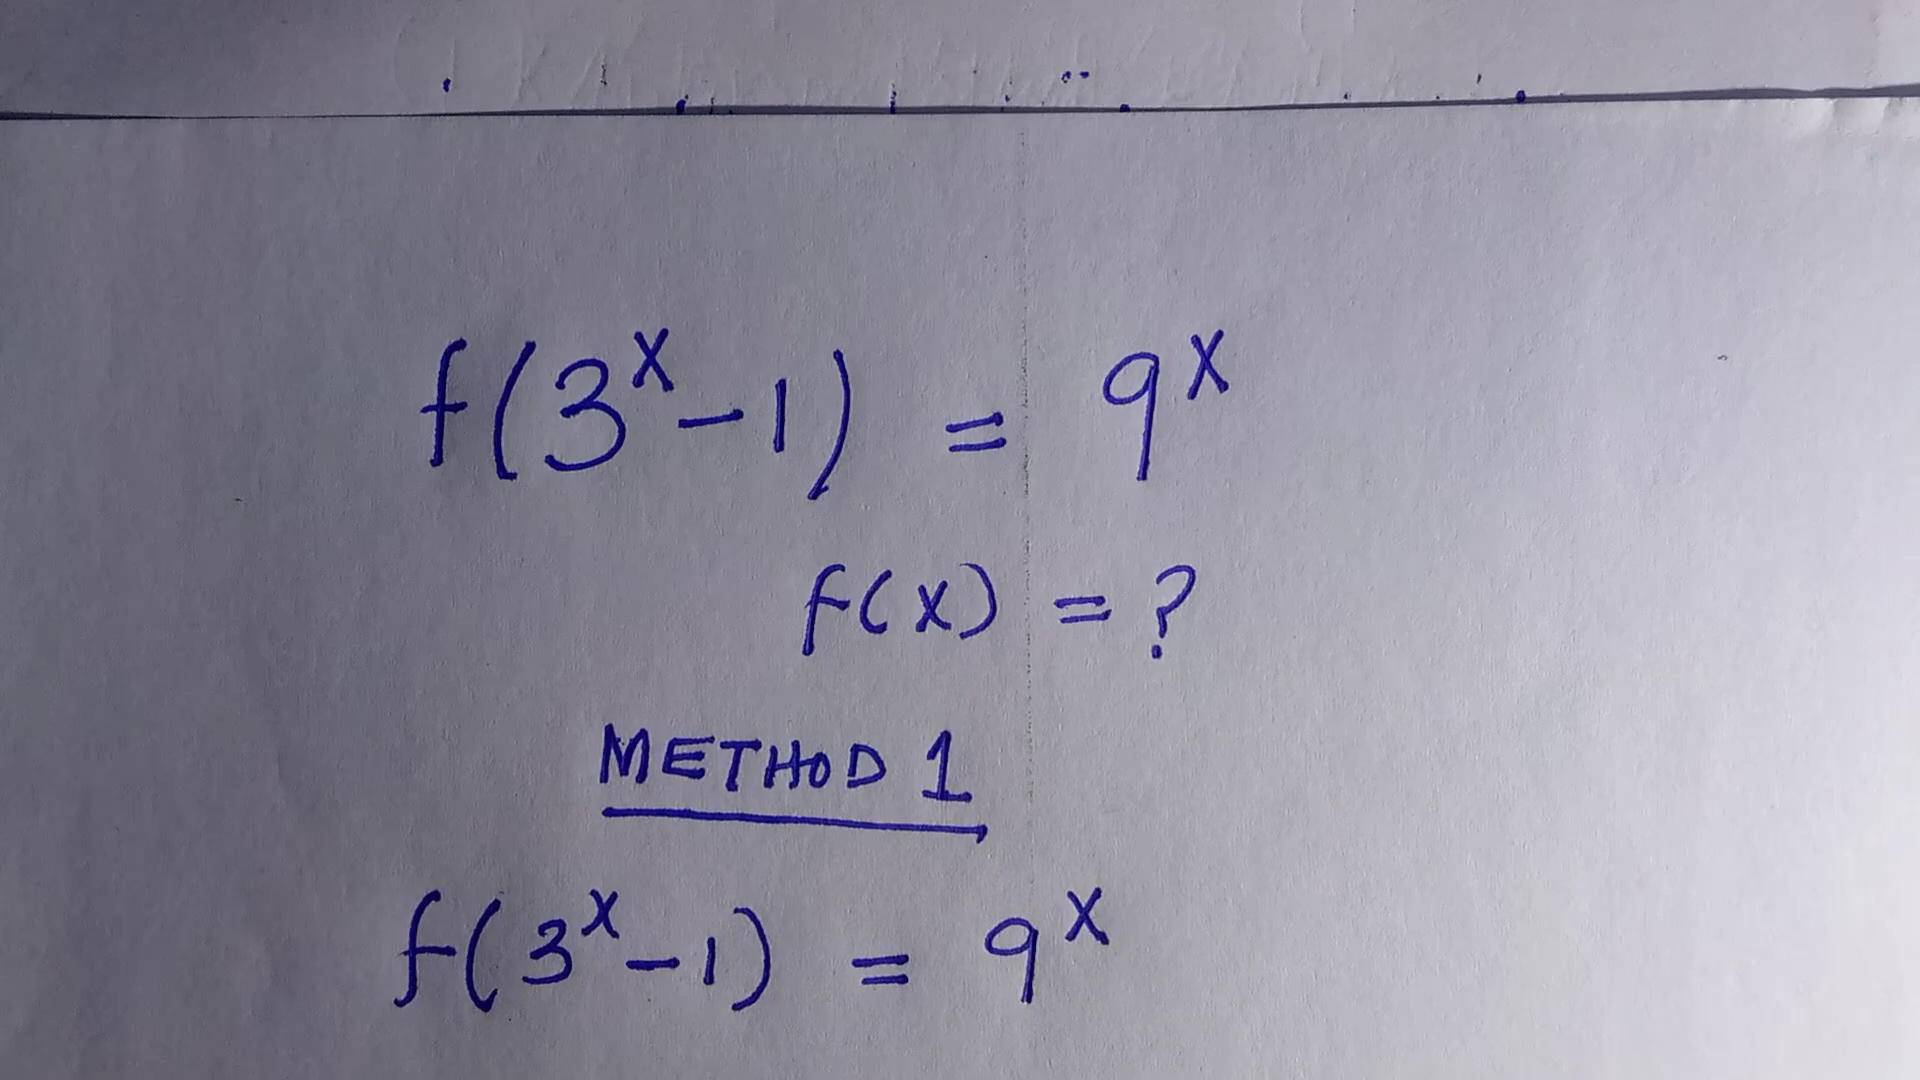 f(3^x-1) = 9^x
f(x) = ?
METHOD 1
f(3^x-1) = 9^x